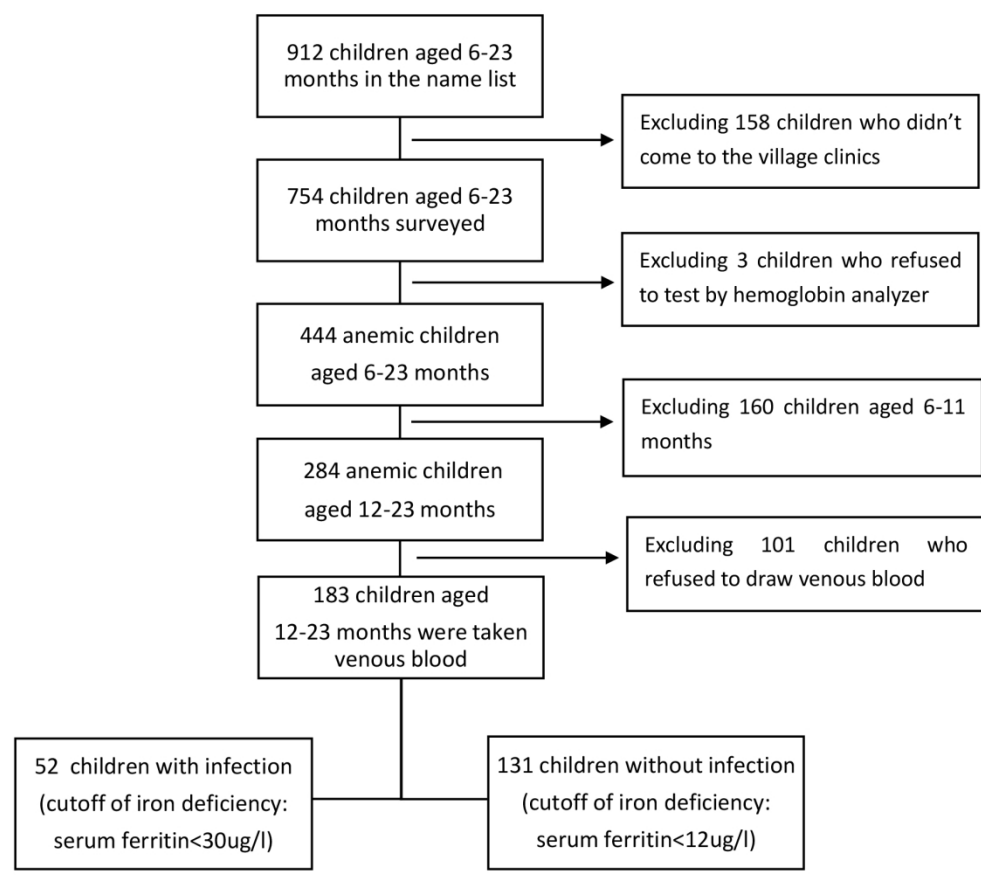 912 children aged 6-23
months in the name list
Excluding 158 children who didn’t
come to the village clinics
754 children aged 6-23
months surveyed
Excluding 3 children who refused
to test by hemoglobin analyzer
444 anemic children
aged 6-23 months
Excluding 160 children aged 6-11
months
284 anemic children
aged 12-23 months
Excluding 101 children who
refused to draw venous blood
183 children aged
12-23 months were taken
venous blood
52 children with infection
(cutoff of iron deficiency:
serum ferritin<30ug/l)
131 children without infection
(cutoff of iron deficiency:
serum ferritin<12ug/l)